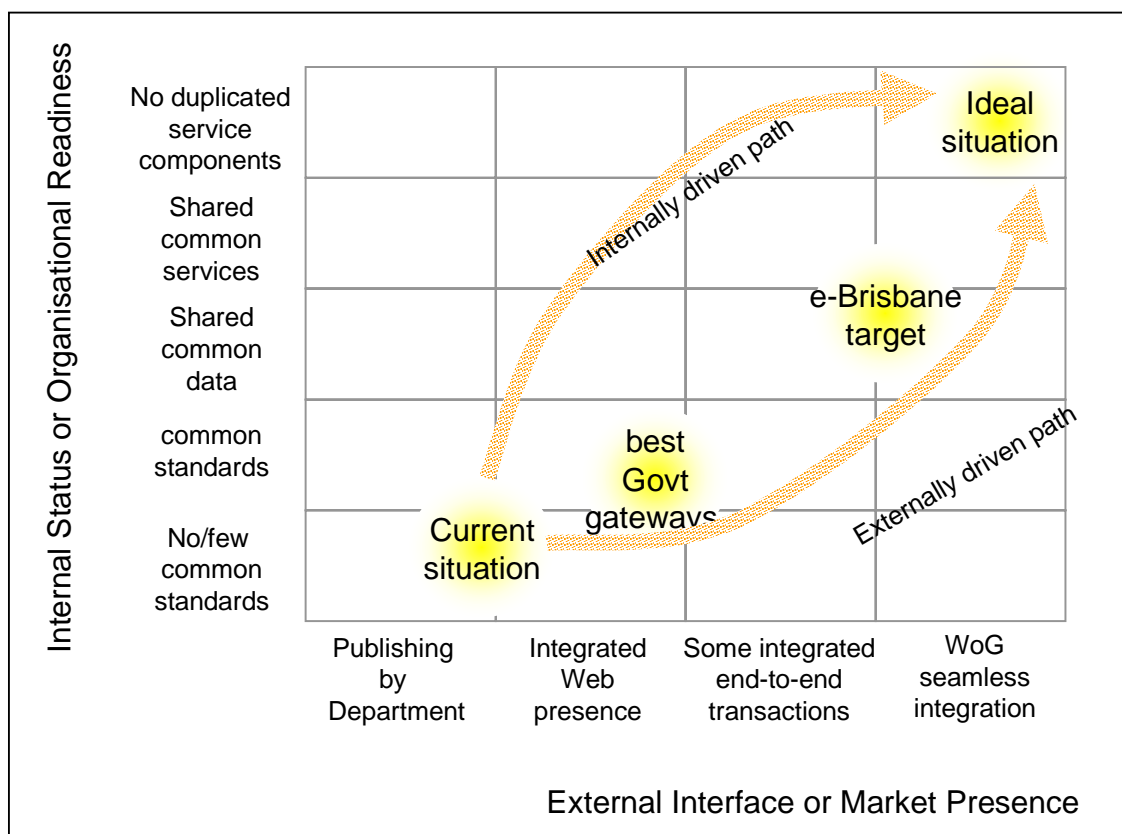 Internal Status or Organisational Readiness
No duplicated
service
components
Shared
common
services
Shared
common
data
common
standards
No/few
common
standards
Ideal
situation
Internally driven path
e-Brisbane
target
best
Govt
gateways
Current
situation
Externally driven path
Publishing
by
Department
Integrated
Web
presence
Some integrated
end-to-end
transactions
WoG
seamless
integration
External Interface or Market Presence